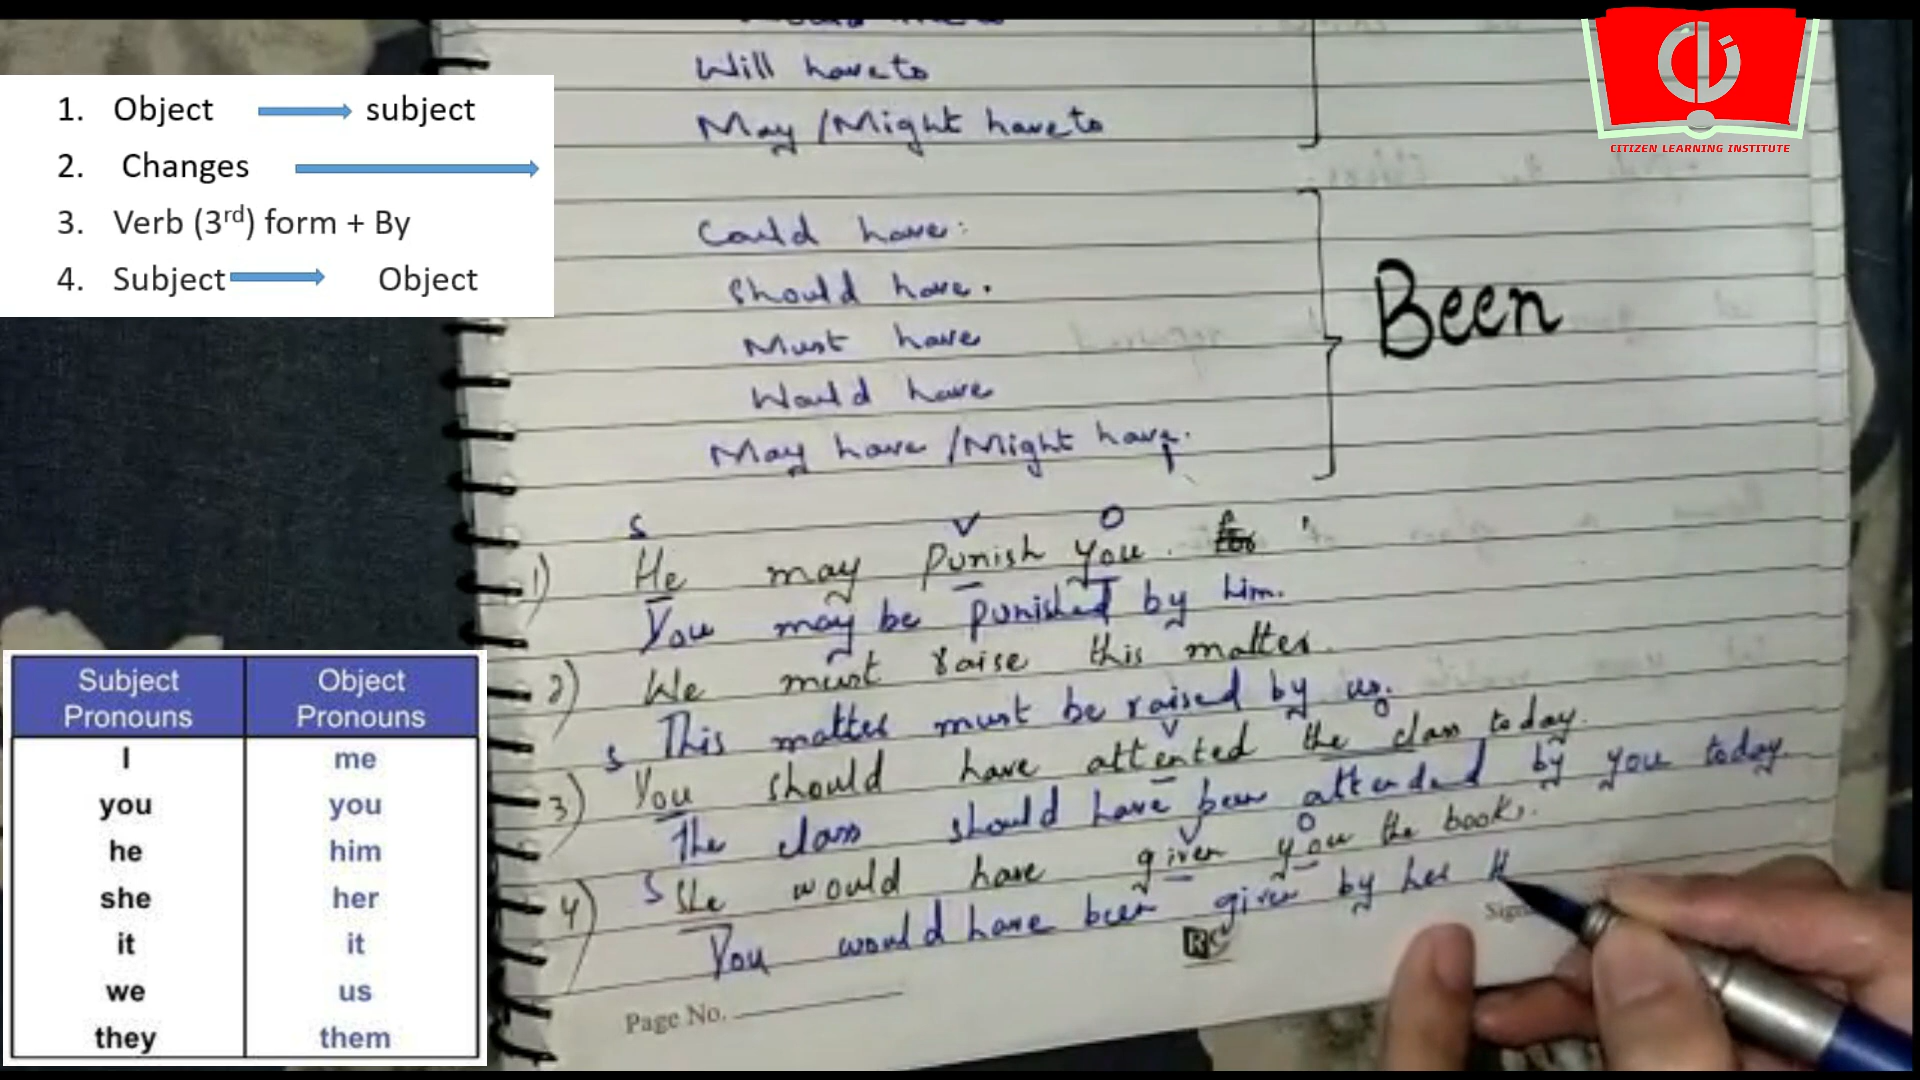 Will have to
May / Might have to
1. Object subject
2. Changes
3. Verb (3rd) form + By
4. Subject Object
CITIZEN LEARNING INSTITUTE
Could have:
Should have.
Must have
Would have
May have / Might have.
Been
S V O
1) He may Punish you.
You may be punished by him.
2) We must raise this matter.
This matter must be raised by us.
S V O
3) You should have attented the class today.
The class should have been attended by you today.
S V O
4) She would have given you the books.
You would have been given by her
Page No.
Subject Pronouns Object Pronouns
I me
you you
he him
she her
it it
we us
they them